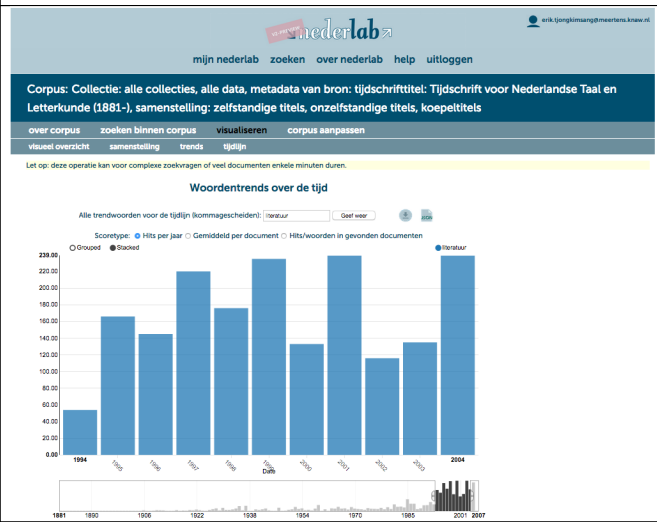 nederlab
erik.tjongkimsang@meertens.knaw.nl
mijn nederlab zoeken over nederlab help uitloggen
Corpus: Collectie: alle collecties, alle data, metadata van bron: tijdschrifttitel: Tijdschrift voor Nederlandse Taal en
Letterkunde (1881-), samenstelling: zelfstandige titels, onzelfstandige titels, koepeltitels
over corpus zoeken binnen corpus visualiseren corpus aanpassen
visueel overzicht samenstelling trends tijdlijn
Let op: deze operatie kan voor complexe zoekvragen of veel documenten enkele minuten duren.
Woordentrends over de tijd
Alle trendwoorden voor de tijdlijn (kommagescheiden): literatuur Geef weer
Scoretype: Hits per jaar Gemiddeld per document Hits/woorden in gevonden documenten
Grouped Stacked literatuur
239.00
220.00
200.00
180.00
160.00
140.00
120.00
100.00
80.00
60.00
40.00
20.00
0.00
1994 1995 1996 1997 1998 1999 2000 2001 2002 2003 2004
Date
1881 1890 1906 1922 1938 1954 1970 1985 2001 2007